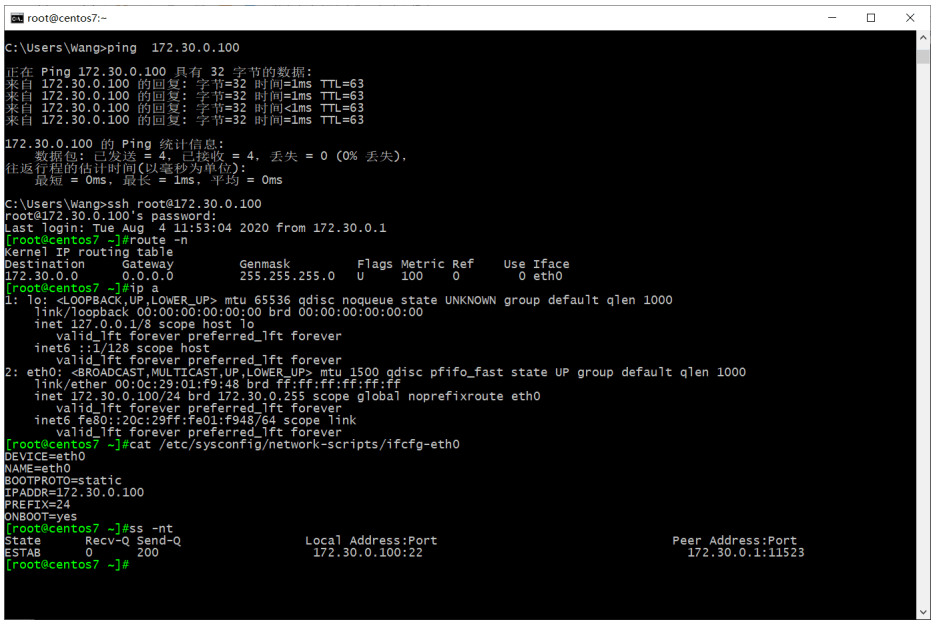 root@centos7:~
C:\Users\Wang>ping  172.30.0.100
正在 Ping 172.30.0.100 具有 32 字节的数据:
来自 172.30.0.100 的回复: 字节=32 时间=1ms TTL=63
来自 172.30.0.100 的回复: 字节=32 时间=1ms TTL=63
来自 172.30.0.100 的回复: 字节=32 时间<1ms TTL=63
来自 172.30.0.100 的回复: 字节=32 时间=1ms TTL=63
172.30.0.100 的 Ping 统计信息:
    数据包: 已发送 = 4，已接收 = 4，丢失 = 0 (0% 丢失)，
往返行程的估计时间(以毫秒为单位):
    最短 = 0ms，最长 = 1ms，平均 = 0ms
C:\Users\Wang>ssh root@172.30.0.100
root@172.30.0.100's password:
Last login: Tue Aug  4 11:53:04 2020 from 172.30.0.1
[root@centos7 ~]#route -n
Kernel IP routing table
Destination     Gateway         Genmask         Flags Metric Ref    Use Iface
172.30.0.0      0.0.0.0         255.255.255.0   U     100    0        0 eth0
[root@centos7 ~]#ip a
1: lo: <LOOPBACK,UP,LOWER_UP> mtu 65536 qdisc noqueue state UNKNOWN group default qlen 1000
    link/loopback 00:00:00:00:00:00 brd 00:00:00:00:00:00
    inet 127.0.0.1/8 scope host lo
       valid_lft forever preferred_lft forever
    inet6 ::1/128 scope host
       valid_lft forever preferred_lft forever
2: eth0: <BROADCAST,MULTICAST,UP,LOWER_UP> mtu 1500 qdisc pfifo_fast state UP group default qlen 1000
    link/ether 00:0c:29:01:f9:48 brd ff:ff:ff:ff:ff:ff
    inet 172.30.0.100/24 brd 172.30.0.255 scope global noprefixroute eth0
       valid_lft forever preferred_lft forever
    inet6 fe80::20c:29ff:fe01:f948/64 scope link
       valid_lft forever preferred_lft forever
[root@centos7 ~]#cat /etc/sysconfig/network-scripts/ifcfg-eth0
DEVICE=eth0
NAME=eth0
BOOTPROTO=static
IPADDR=172.30.0.100
PREFIX=24
ONBOOT=yes
[root@centos7 ~]#ss -nt
State      Recv-Q Send-Q                 Local Address:Port                                Peer Address:Port
ESTAB      0      200                     172.30.0.100:22                                    172.30.0.1:11523
[root@centos7 ~]#